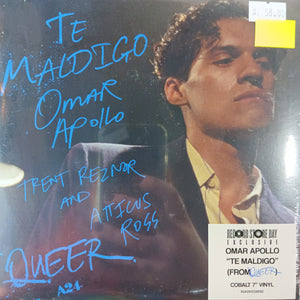 TE
MALDIGO
OMAR
APOLLO
TRENT REZNOR
AND
ATTICUS
ROSS
QUEER
A24
RECORD STORE DAY
EXCLUSIVE
OMAR APOLLO
"TE MALDIGO"
(FROM QUEER)
COBALT 7" VINYL